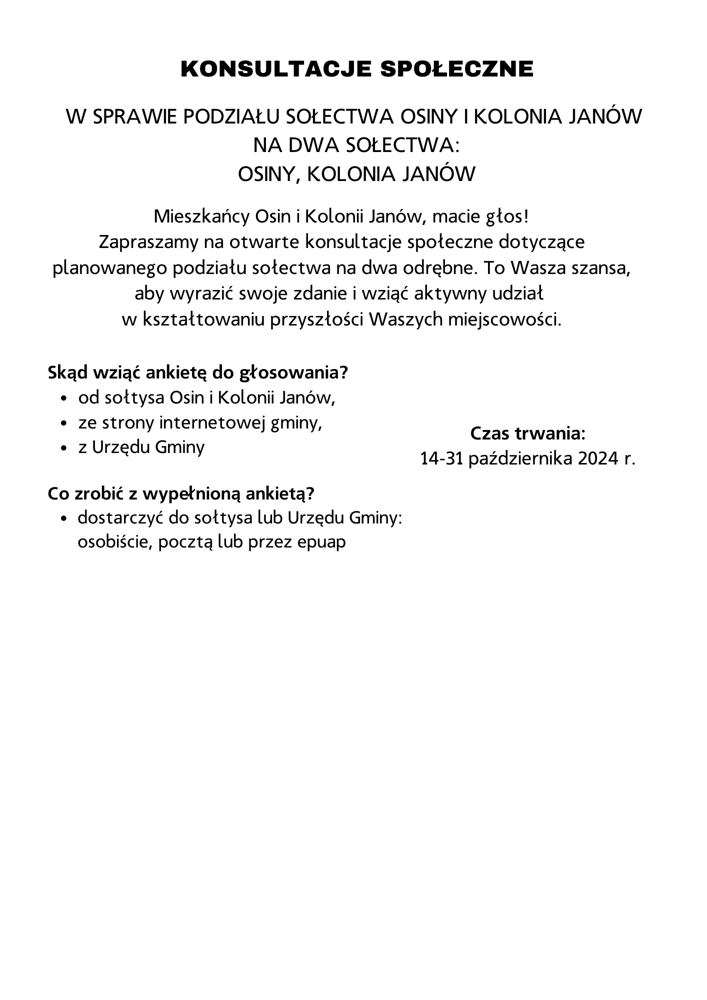 KONSULTACJE SPOŁECZNE
W SPRAWIE PODZIAŁU SOŁECTWA OSINY I KOLONIA JANÓW
NA DWA SOŁECTWA:
OSINY, KOLONIA JANÓW
Mieszkańcy Osin i Kolonii Janów, macie głos!
Zapraszamy na otwarte konsultacje społeczne dotyczące
planowanego podziału sołectwa na dwa odrębne. To Wasza szansa,
aby wyrazić swoje zdanie i wziąć aktywny udział
w kształtowaniu przyszłości Waszych miejscowości.
Skąd wziąć ankietę do głosowania?
• od sołtysa Osin i Kolonii Janów,
• ze strony internetowej gminy,
• z Urzędu Gminy
Czas trwania:
14-31 października 2024 r.
Co zrobić z wypełnioną ankietą?
• dostarczyć do sołtysa lub Urzędu Gminy:
osobiście, pocztą lub przez epuap